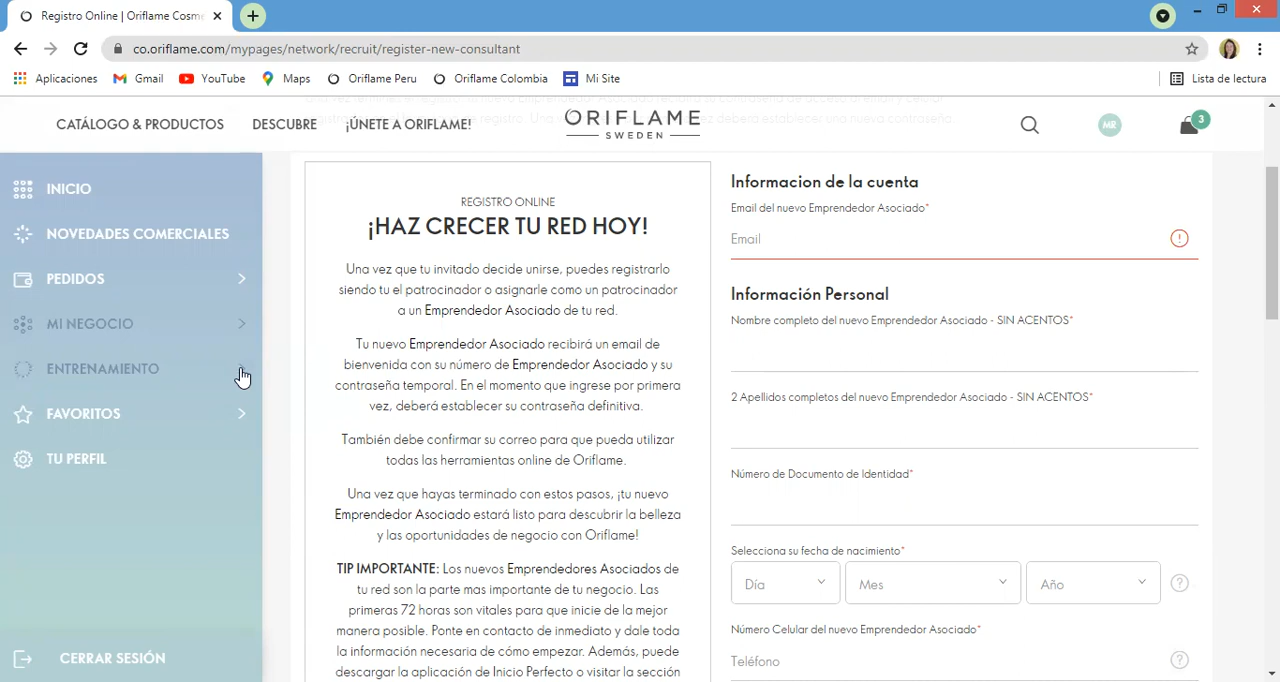 Registro Online | Oriflame Cosm
co.oriflame.com/mypages/network/recruit/register-new-consultant
Aplicaciones
Gmail
YouTube
Maps
Oriflame Peru
Oriflame Colombia
Mi Site
Lista de lectura
CATÁLOGO & PRODUCTOS
DESCUBRE
¡ÚNETE A ORIFLAME!
ORIFLAME
SWEDEN
MR
3
INICIO
NOVEDADES COMERCIALES
PEDIDOS
MI NEGOCIO
ENTRENAMIENTO
FAVORITOS
TU PERFIL
CERRAR SESIÓN
REGISTRO ONLINE
¡HAZ CRECER TU RED HOY!
Una vez que tu invitado decide unirse, puedes registrarlo
siendo tu el patrocinador o asignarle como un patrocinador
a un Emprendedor Asociado de tu red.
Tu nuevo Emprendedor Asociado recibirá un email de
bienvenida con su número de Emprendedor Asociado y su
contraseña temporal. En el momento que ingrese por primera
vez, deberá establecer su contraseña definitiva.
También debe confirmar su correo para que pueda utilizar
todas las herramientas online de Oriflame.
Una vez que hayas terminado con estos pasos, ¡tu nuevo
Emprendedor Asociado estará listo para descubrir la belleza
y las oportunidades de negocio con Oriflame!
TIP IMPORTANTE: Los nuevos Emprendedores Asociados de
tu red son la parte mas importante de tu negocio. Las
primeras 72 horas son vitales para que inicie de la mejor
manera posible. Ponte en contacto de inmediato y dale toda
la información necesaria de cómo empezar. Además, puede
descargar la aplicación de Inicio Perfecto o visitar la sección
Informacion de la cuenta
Email del nuevo Emprendedor Asociado*
Email
Información Personal
Nombre completo del nuevo Emprendedor Asociado - SIN ACENTOS*
2 Apellidos completos del nuevo Emprendedor Asociado - SIN ACENTOS*
Número de Documento de Identidad*
Selecciona su fecha de nacimiento*
Día
Mes
Año
Número Celular del nuevo Emprendedor Asociado*
Teléfono